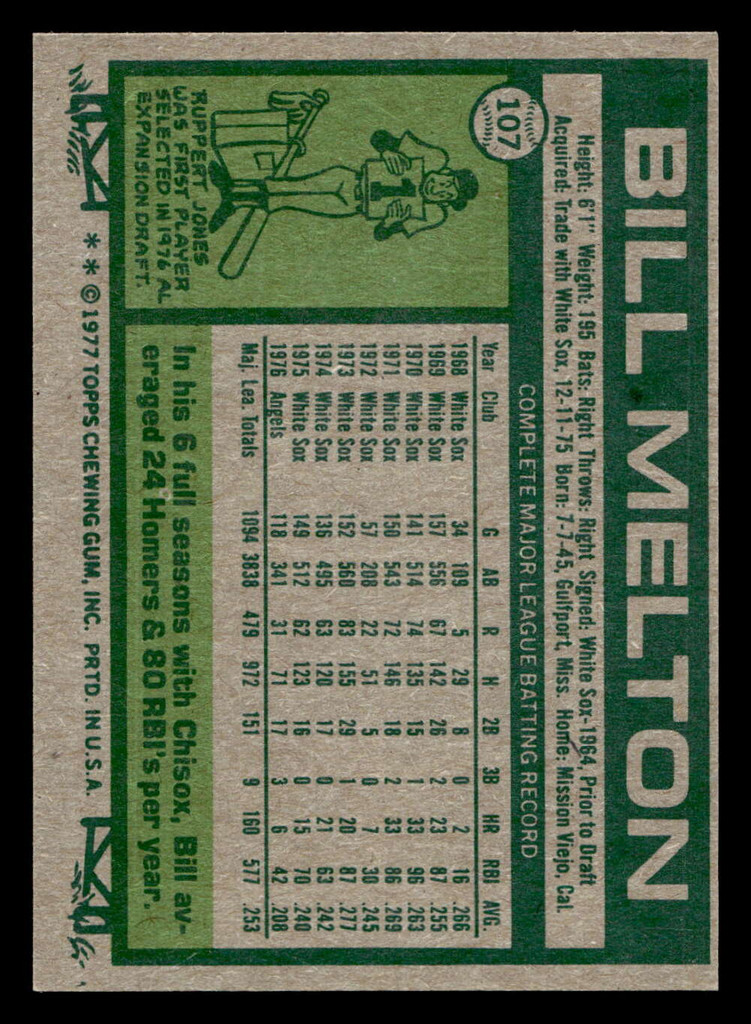 BILL MELTON
Height: 6'1" Weight: 195 Bats: Right Throws: Right Signed: White Sox-1964, Prior to Draft
Acquired: Trade with White Sox, 12-11-75 Born: 7-7-45, Gulfport, Miss. Home: Mission Viejo, Cal.
107
COMPLETE MAJOR LEAGUE BATTING RECORD
Year Club G AB R H 2B 3B HR RBI AVG.
1968 White Sox 34 109 5 29 8 0 2 16 .266
1969 White Sox 157 556 67 142 26 2 23 87 .255
1970 White Sox 141 514 74 135 15 1 33 96 .263
1971 White Sox 150 543 72 146 18 2 33 86 .269
1972 White Sox 57 208 22 51 5 0 7 30 .245
1973 White Sox 152 560 83 155 29 1 20 87 .277
1974 White Sox 136 495 63 120 17 0 21 63 .242
1975 White Sox 149 512 62 123 16 0 15 70 .240
1976 Angels 118 341 31 71 17 3 6 42 .208
Maj. Lea. Totals 1094 3838 479 972 151 9 160 577 .253
1
RUPPERT JONES
WAS FIRST PLAYER
SELECTED IN 1976 AL
EXPANSION DRAFT.
In his 6 full seasons with Chisox, Bill av-
eraged 24 Homers & 80 RBI's per year.
* * © 1977 TOPPS CHEWING GUM, INC. PRTD. IN U.S.A.